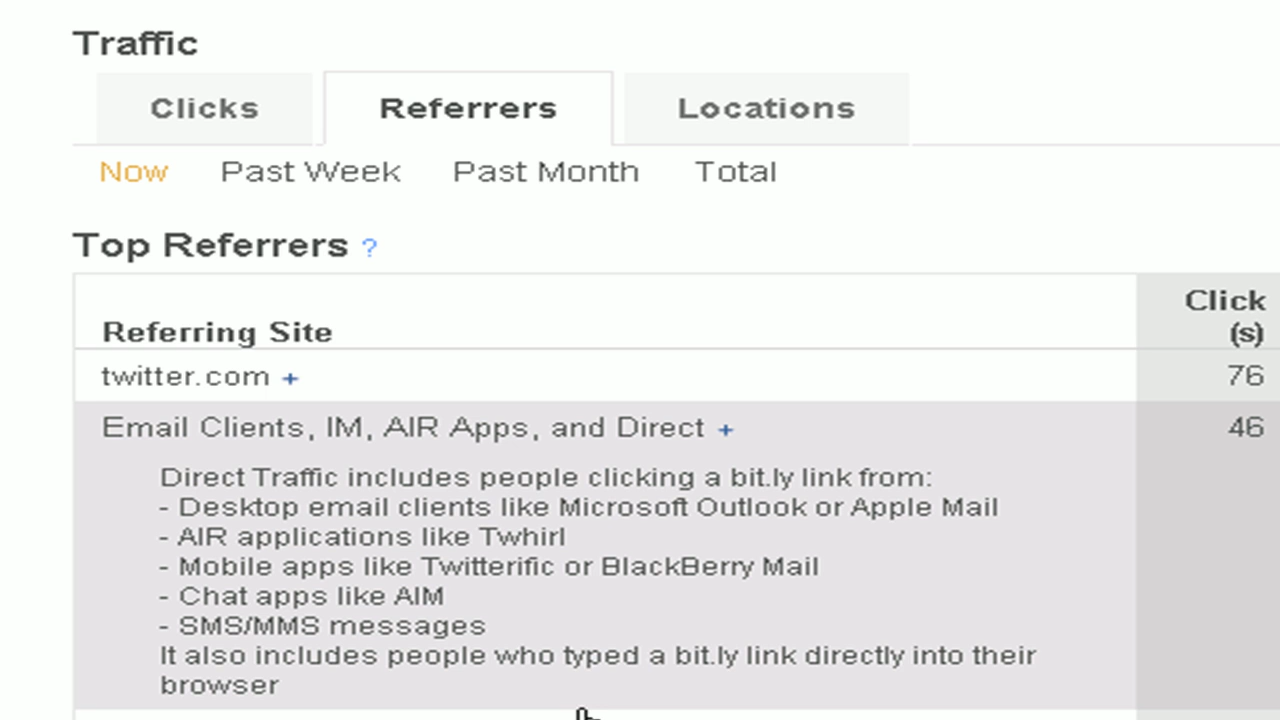 Traffic
Clicks Referrers Locations
Now Past Week Past Month Total
Top Referrers ?
Referring Site Click
(s)
twitter.com + 76
Email Clients, IM, AIR Apps, and Direct + 46
Direct Traffic includes people clicking a bit.ly link from:
- Desktop email clients like Microsoft Outlook or Apple Mail
- AIR applications like Twhirl
- Mobile apps like Twitterific or BlackBerry Mail
- Chat apps like AIM
- SMS/MMS messages
It also includes people who typed a bit.ly link directly into their
browser